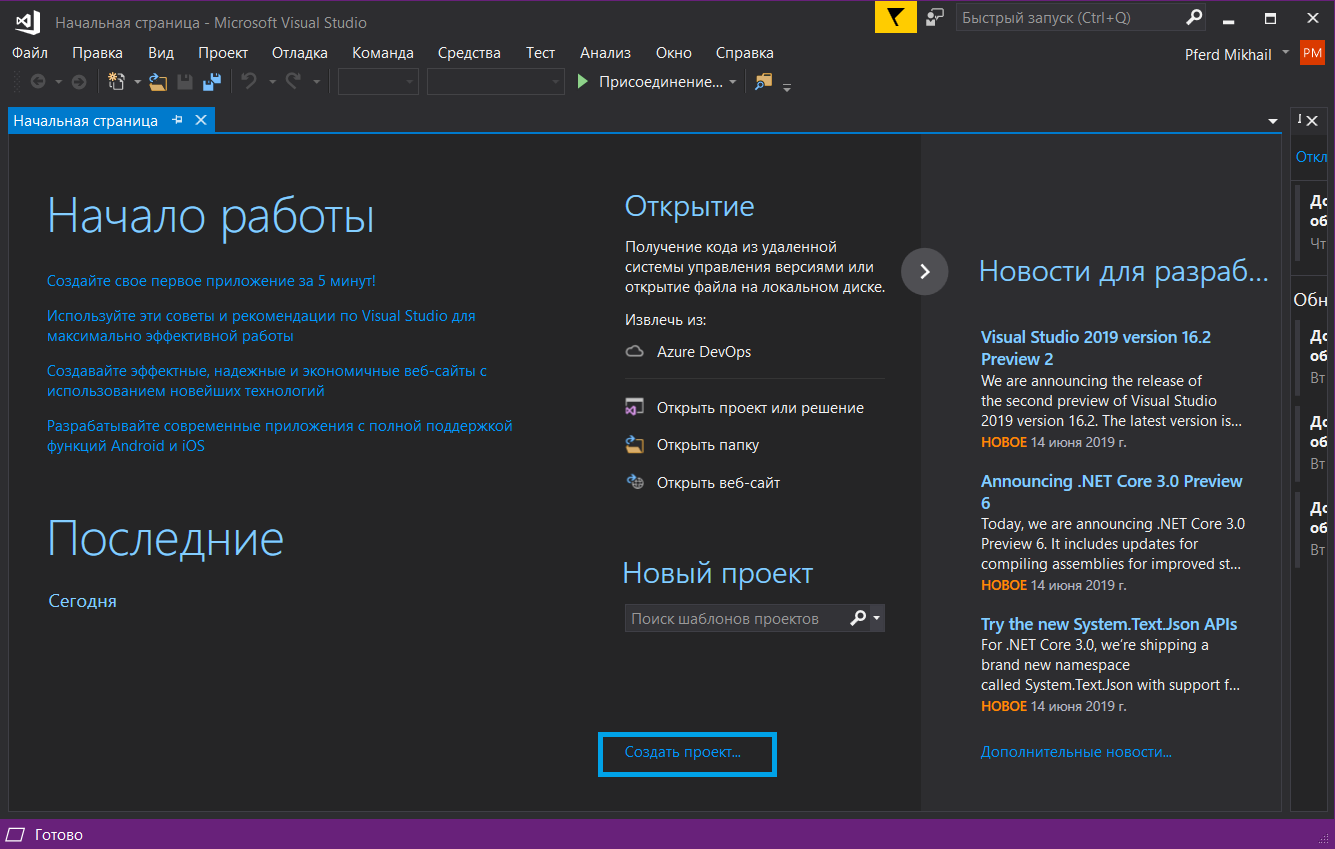 Начальная страница - Microsoft Visual Studio
Быстрый запуск (Ctrl+Q)
Файл Правка Вид Проект Отладка Команда Средства Тест Анализ Окно Справка
Pferd Mikhail PM
Присоединение...
Начальная страница
Начало работы
Создайте свое первое приложение за 5 минут!
Используйте эти советы и рекомендации по Visual Studio для
максимально эффективной работы
Создавайте эффектные, надежные и экономичные веб-сайты с
использованием новейших технологий
Разрабатывайте современные приложения с полной поддержкой
функций Android и iOS
Последние
Сегодня
Открытие
Получение кода из удаленной
системы управления версиями или
открытие файла на локальном диске.
Извлечь из:
Azure DevOps
Открыть проект или решение
Открыть папку
Открыть веб-сайт
Новый проект
Поиск шаблонов проектов
Создать проект...
Новости для разраб...
Visual Studio 2019 version 16.2
Preview 2
We are announcing the release of
the second preview of Visual Studio
2019 version 16.2. The latest version is...
НОВОЕ 14 июня 2019 г.
Announcing .NET Core 3.0 Preview
6
Today, we are announcing .NET Core 3.0
Preview 6. It includes updates for
compiling assemblies for improved st...
НОВОЕ 14 июня 2019 г.
Try the new System.Text.Json APIs
For .NET Core 3.0, we're shipping a
brand new namespace
called System.Text.Json with support f...
НОВОЕ 14 июня 2019 г.
Дополнительные новости...
Откл
До
об
Чт
Обн
До
об
Вт
До
об
Вт
До
об
Вт
Готово